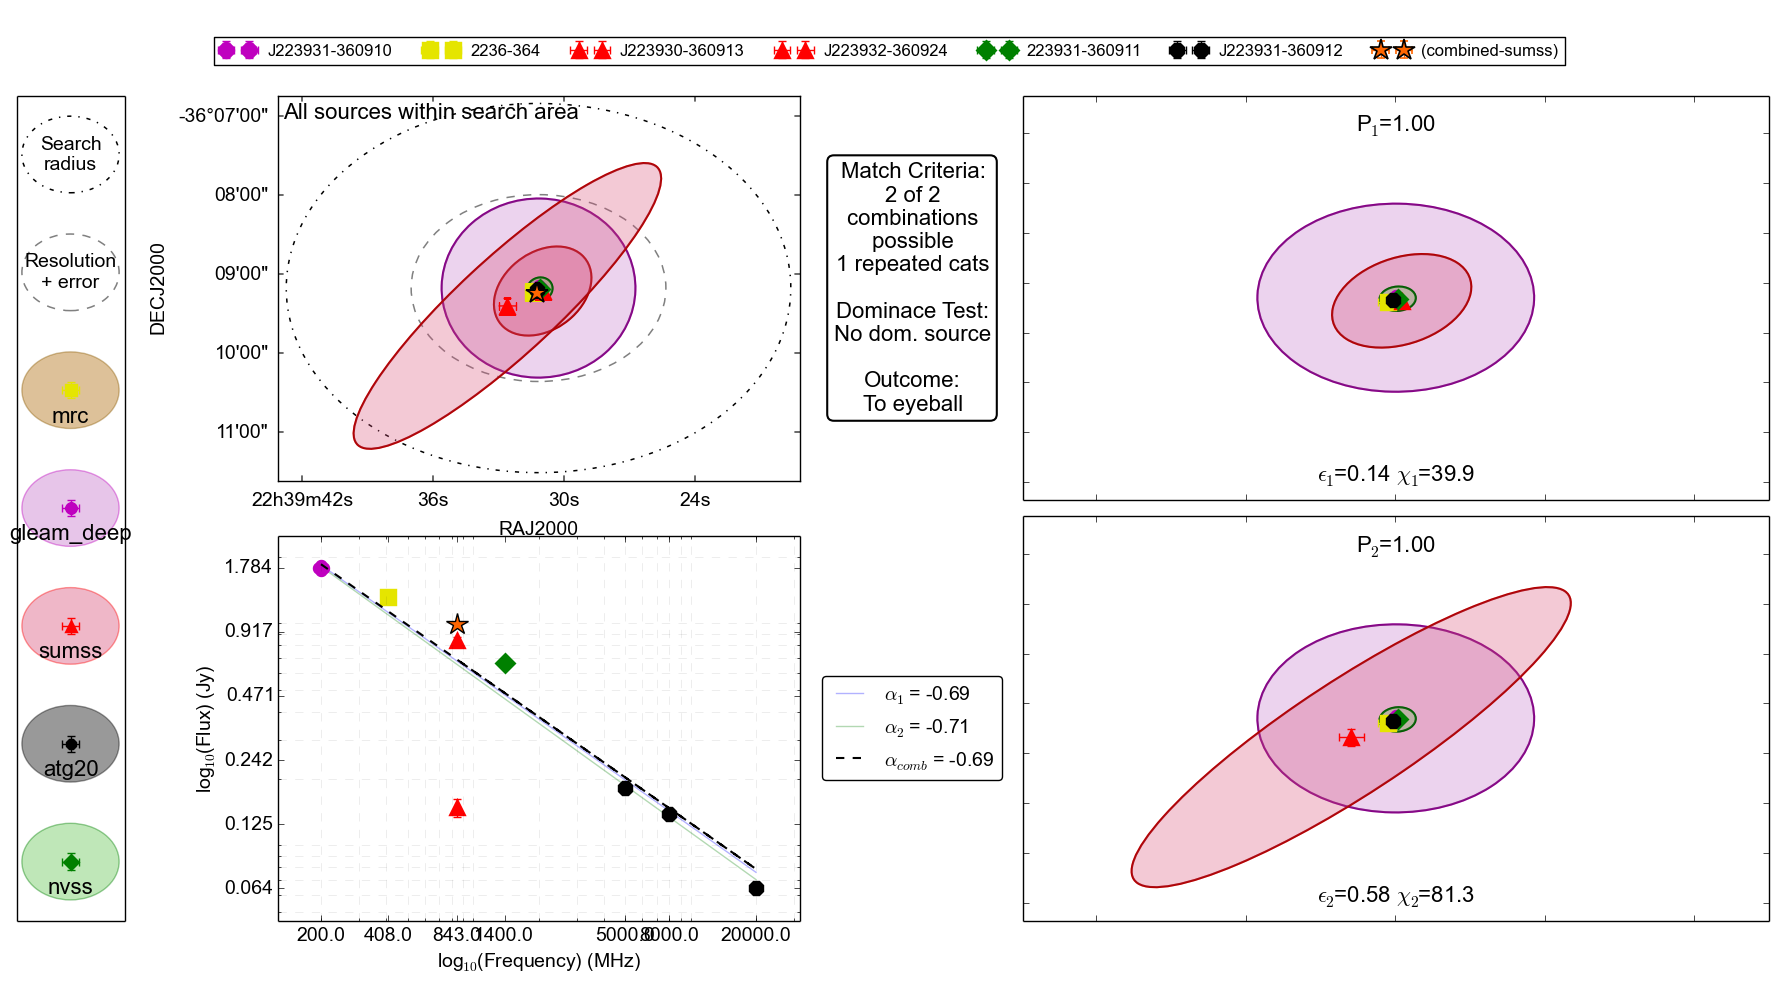 J223931-360910 2236-364 J223930-360913 J223932-360924 223931-360911 J223931-360912 (combined-sumss)
Search
radius
Resolution
+ error
mrc
gleam_deep
sumss
atg20
nvss
All sources within search area
-36°07'00"
08'00"
09'00"
10'00"
11'00"
DECJ2000
22h39m42s 36s 30s 24s
RAJ2000
Match Criteria:
2 of 2
combinations
possible
1 repeated cats
Dominace Test:
No dom. source
Outcome:
To eyeball
P₁=1.00
ϵ₁=0.14 χ₁=39.9
1.784
0.917
0.471
0.242
0.125
0.064
log₁₀(Flux) (Jy)
200.0 408.0 843.0 1400.0 5000.0 8000.0 20000.0
log₁₀(Frequency) (MHz)
α₁ = -0.69
α₂ = -0.71
α_comb = -0.69
P₂=1.00
ϵ₂=0.58 χ₂=81.3